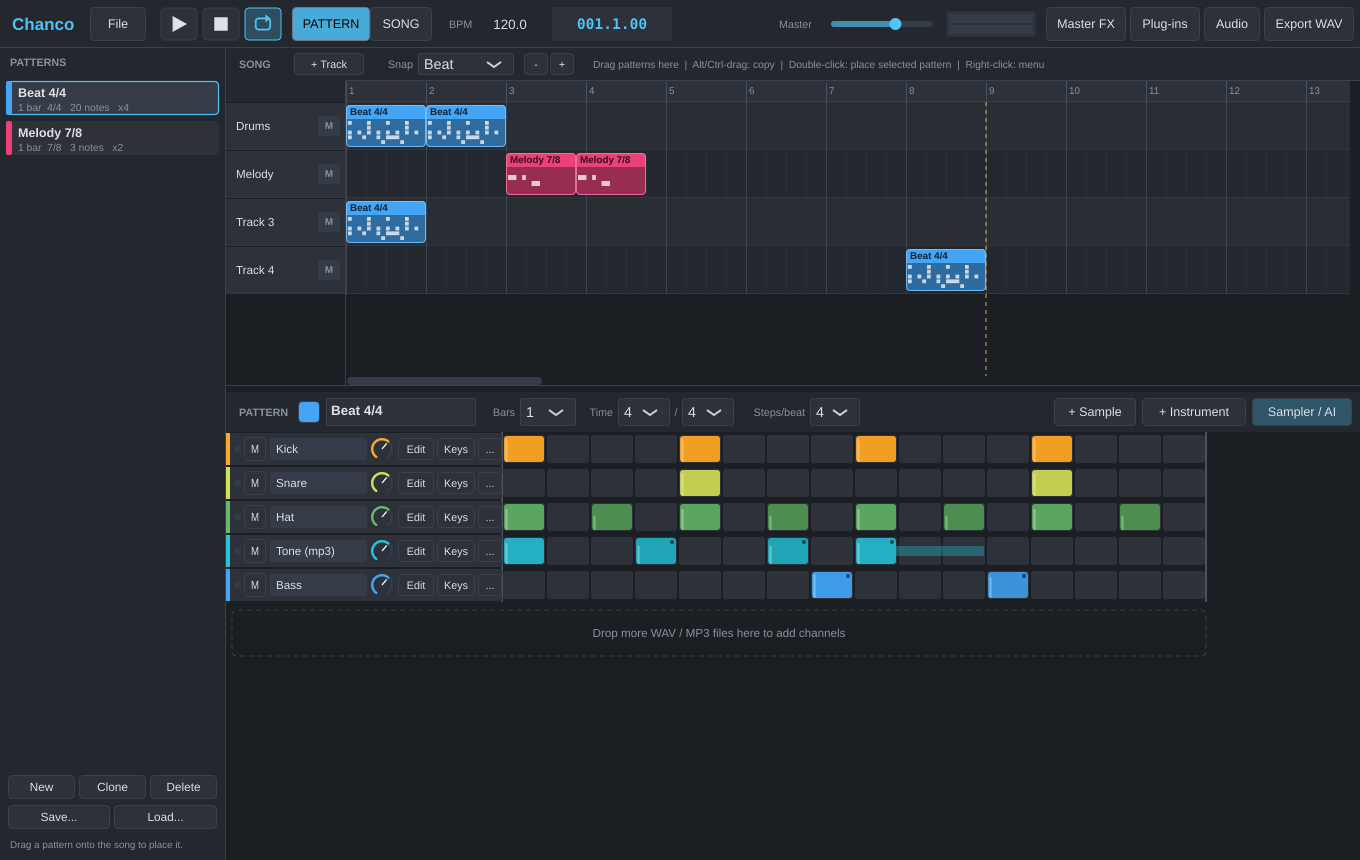 Chanco File PATTERN SONG BPM 120.0 001.1.00 Master Master FX Plug-ins Audio Export WAV
PATTERNS
Beat 4/4
1 bar 4/4 20 notes x4
Melody 7/8
1 bar 7/8 3 notes x2
SONG + Track Snap Beat - + Drag patterns here | Alt/Ctrl-drag: copy | Double-click: place selected pattern | Right-click: menu
1 2 3 4 5 6 7 8 9 10 11 12 13
Drums M Beat 4/4 Beat 4/4
Melody M Melody 7/8 Melody 7/8
Track 3 M Beat 4/4
Track 4 M Beat 4/4
PATTERN Beat 4/4 Bars 1 Time 4 / 4 Steps/beat 4 + Sample + Instrument Sampler / AI
M Kick Edit Keys ...
M Snare Edit Keys ...
M Hat Edit Keys ...
M Tone (mp3) Edit Keys ...
M Bass Edit Keys ...
Drop more WAV / MP3 files here to add channels
New Clone Delete
Save... Load...
Drag a pattern onto the song to place it.